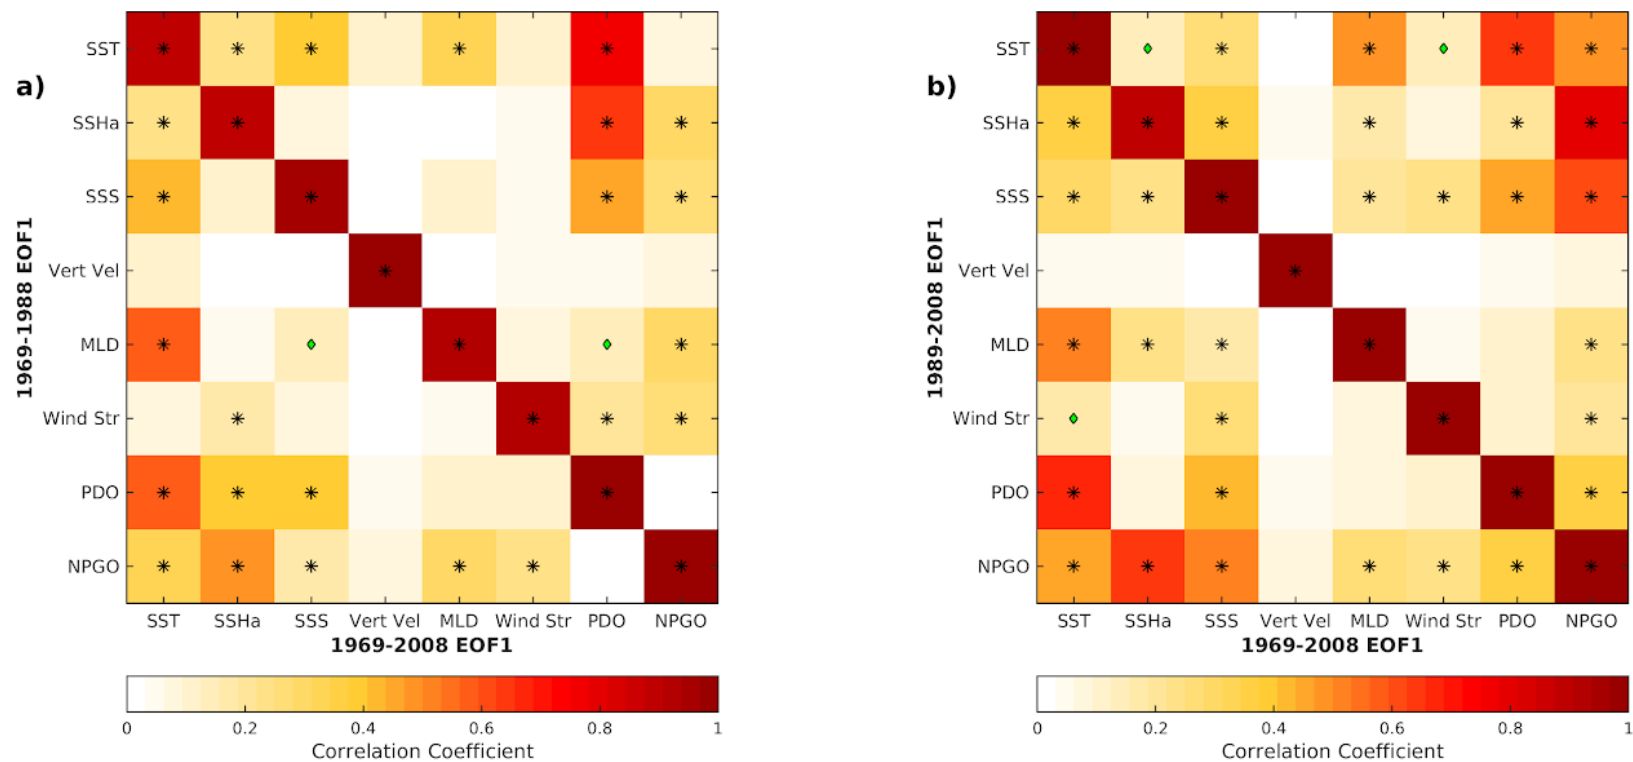 a)
1969-1988 EOF1
SST
SSHa
SSS
Vert Vel
MLD
Wind Str
PDO
NPGO
SST SSHa SSS Vert Vel MLD Wind Str PDO NPGO
1969-2008 EOF1
0 0.2 0.4 0.6 0.8 1
Correlation Coefficient
b)
1989-2008 EOF1
SST
SSHa
SSS
Vert Vel
MLD
Wind Str
PDO
NPGO
SST SSHa SSS Vert Vel MLD Wind Str PDO NPGO
1969-2008 EOF1
0 0.2 0.4 0.6 0.8 1
Correlation Coefficient